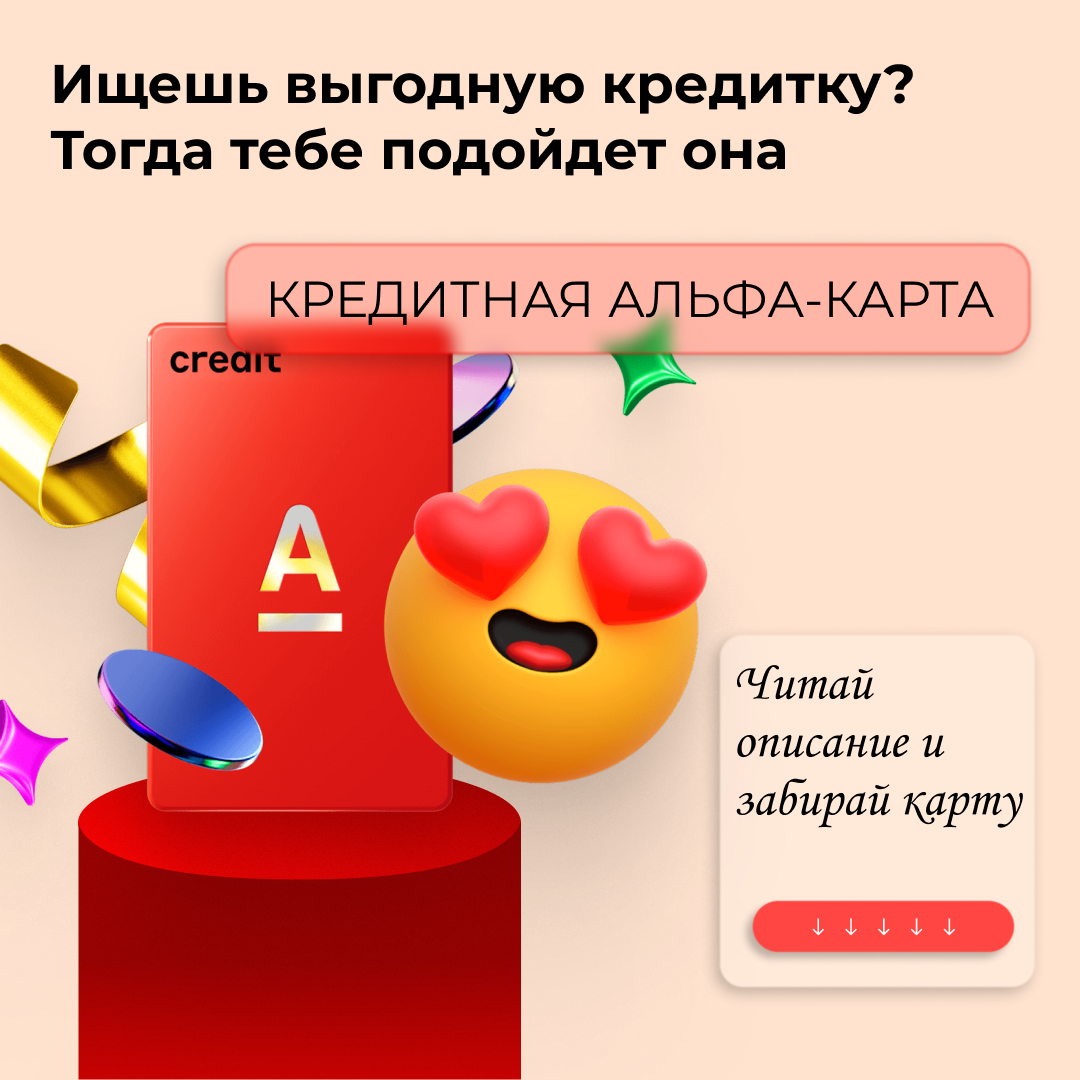 Ищешь выгодную кредитку?
Тогда тебе подойдет она
КРЕДИТНАЯ АЛЬФА-КАРТА
credit
А
Читай
описание и
забирай карту
↓ ↓ ↓ ↓ ↓